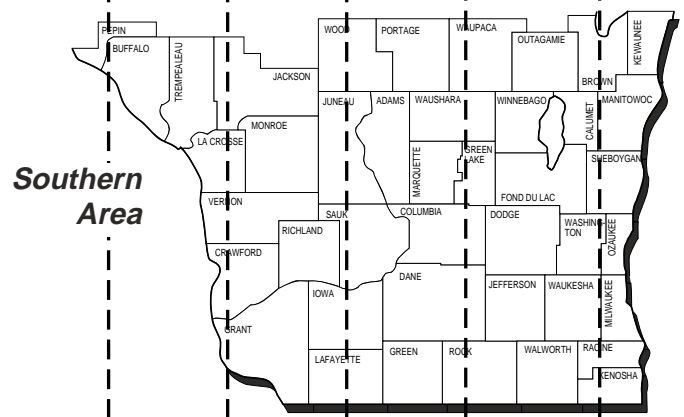 PEPIN
WOOD
PORTAGE
WAUPACA
OUTAGAMIE
KEWAUNEE
BUFFALO
TREMPEALEAU
JACKSON
BROWN
JUNEAU
ADAMS
WAUSHARA
WINNEBAGO
CALUMET
MANITOWOC
MONROE
LA CROSSE
MARQUETTE
GREEN
LAKE
SHEBOYGAN
Southern
Area
VERNON
SAUK
COLUMBIA
FOND DU LAC
DODGE
WASHING-
TON
OZAUKEE
RICHLAND
CRAWFORD
DANE
JEFFERSON
WAUKESHA
MILWAUKEE
IOWA
GRANT
LAFAYETTE
GREEN
ROCK
WALWORTH
RACINE
KENOSHA